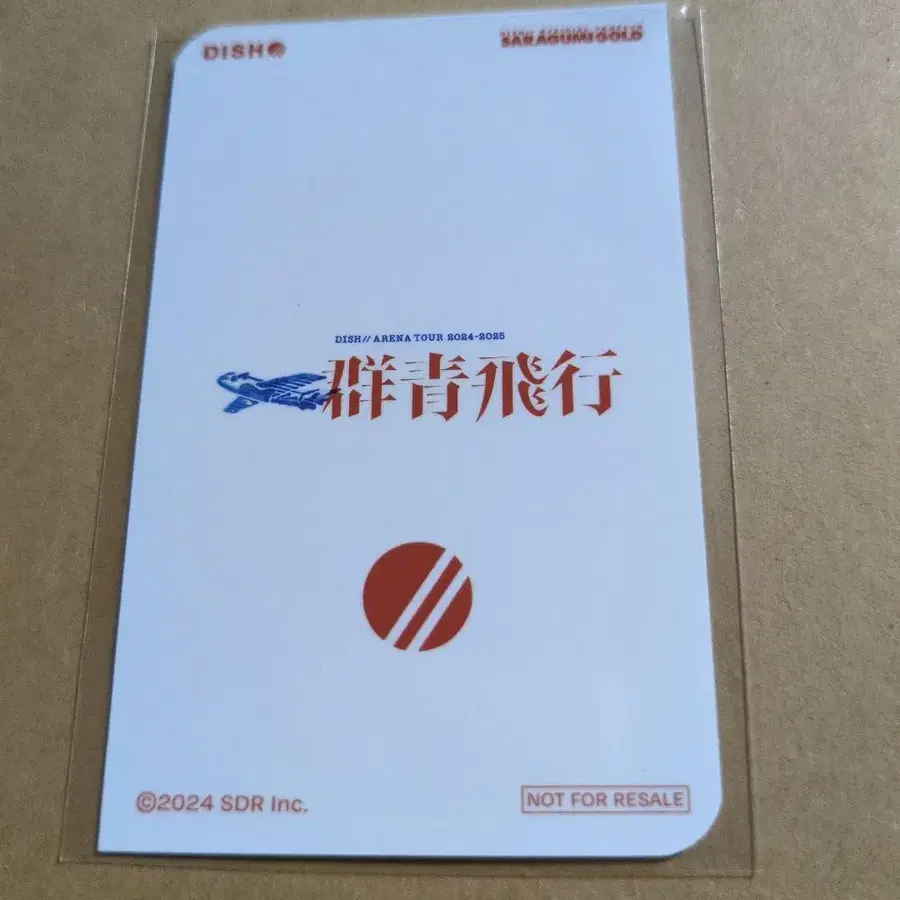 DISH//
SARAGUMI GOLD
DISH// ARENA TOUR 2024-2025
群青飛行
©2024 SDR Inc.
NOT FOR RESALE